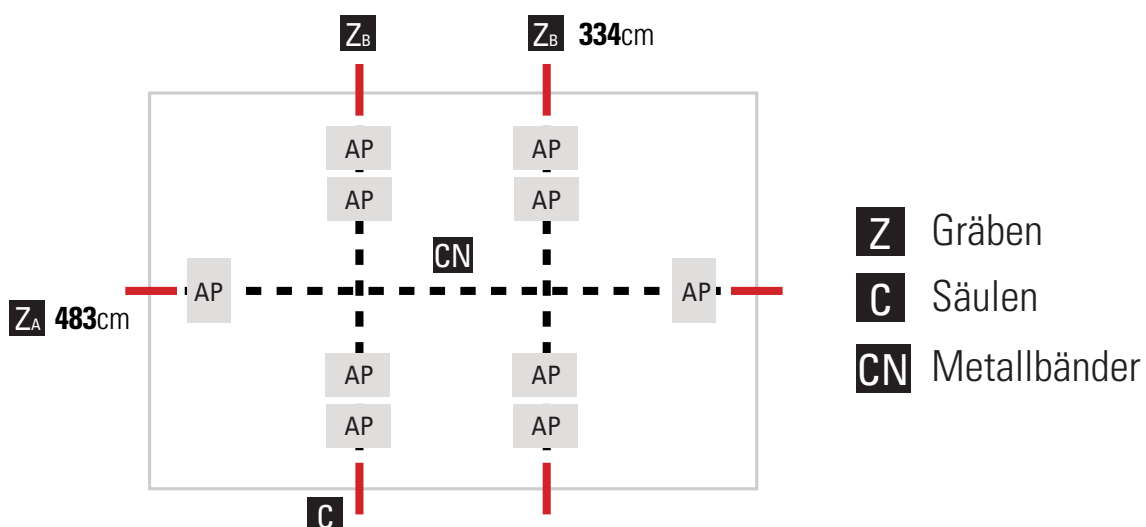 ZB ZB 334cm
AP AP
AP AP
CN
AP AP
ZA 483cm
AP AP
AP AP
C
Z Gräben
C Säulen
CN Metallbänder